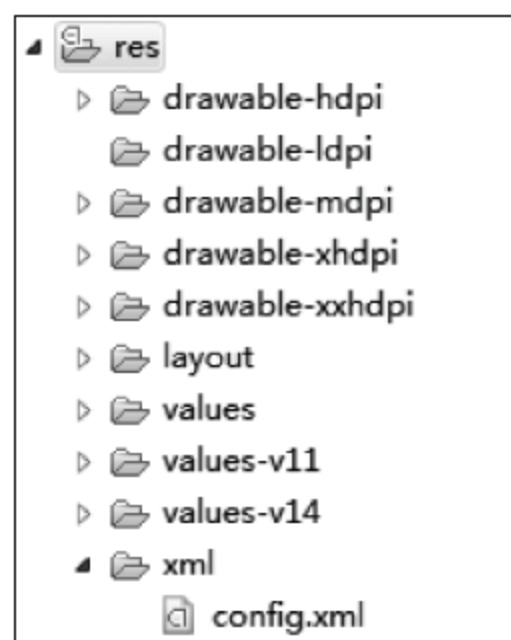 res
drawable-hdpi
drawable-ldpi
drawable-mdpi
drawable-xhdpi
drawable-xxhdpi
layout
values
values-v11
values-v14
xml
config.xml